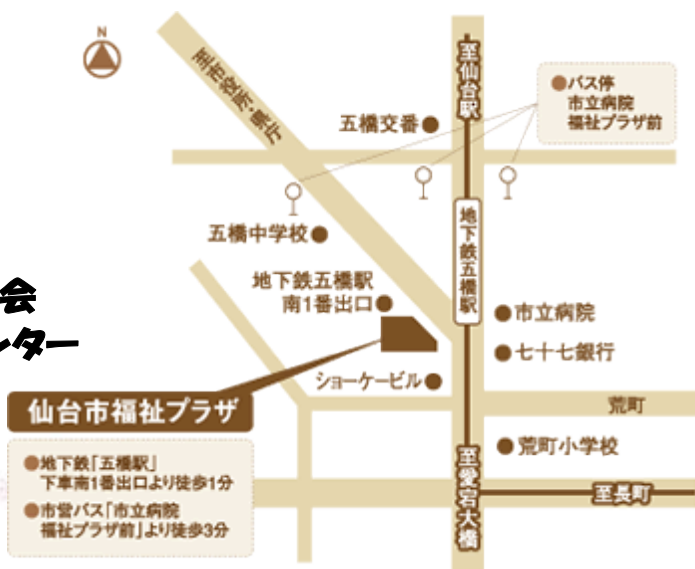 N
至市役所・県庁
至仙台駅
●バス停
市立病院
福祉プラザ前
五橋交番●
地下鉄五橋駅
五橋中学校●
地下鉄五橋駅
南1番出口●
会
ンター
●市立病院
●七十七銀行
ショーケービル●
仙台市福祉プラザ
荒町
●荒町小学校
●地下鉄「五橋駅」
下車南1番出口より徒歩1分
●市営バス「市立病院
福祉プラザ前」より徒歩3分
至愛宕大橋
至長町